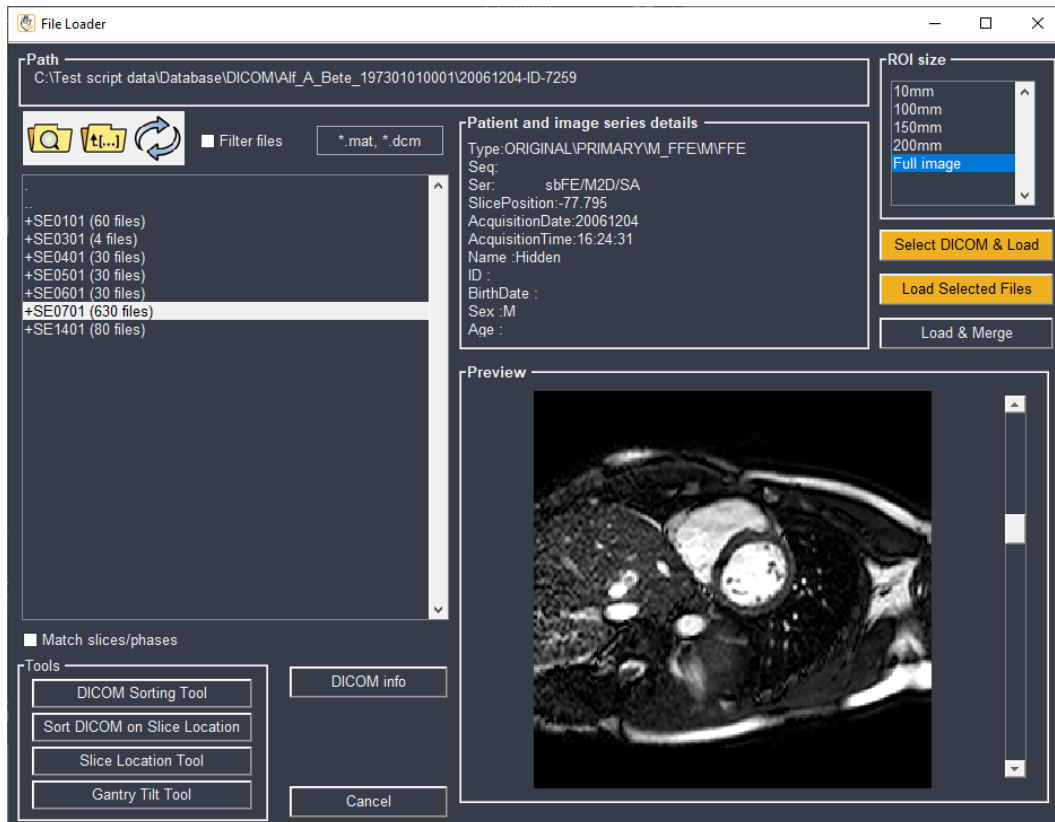 File Loader
Path
C:\Test script data\Database\DICOM\Alf_A_Bete_197301010001\20061204-ID-7259
t[...]
Filter files
*.mat, *.dcm
.
..
+SE0101 (60 files)
+SE0301 (4 files)
+SE0401 (30 files)
+SE0501 (30 files)
+SE0601 (30 files)
+SE0701 (630 files)
+SE1401 (80 files)
Match slices/phases
Tools
DICOM Sorting Tool
Sort DICOM on Slice Location
Slice Location Tool
Gantry Tilt Tool
DICOM info
Cancel
Patient and image series details
Type:ORIGINAL\PRIMARY\M_FFE\M\FFE
Seq:
Ser: sbFE/M2D/SA
SlicePosition:-77.795
AcquisitionDate:20061204
AcquisitionTime:16:24:31
Name :Hidden
ID :
BirthDate :
Sex :M
Age :
ROI size
10mm
100mm
150mm
200mm
Full image
Select DICOM & Load
Load Selected Files
Load & Merge
Preview